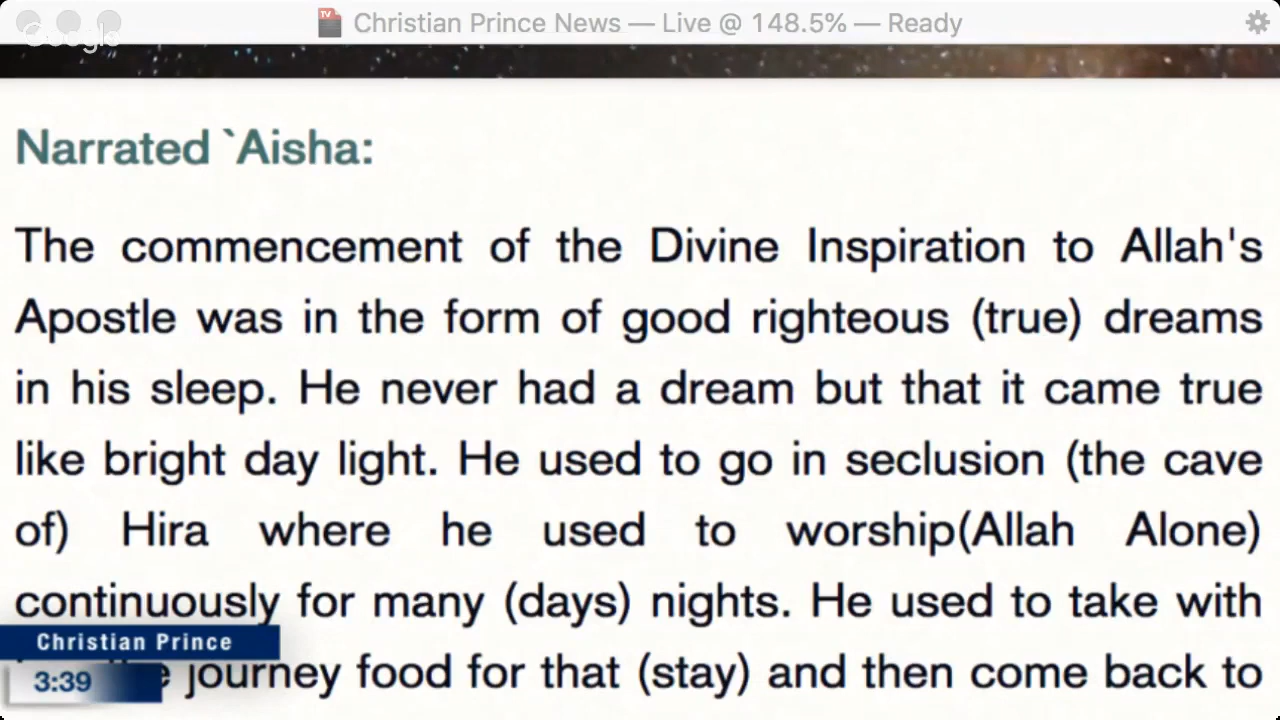 Christian Prince News — Live @ 148.5% — Ready
Google
Narrated `Aisha:
The commencement of the Divine Inspiration to Allah's
Apostle was in the form of good righteous (true) dreams
in his sleep. He never had a dream but that it came true
like bright day light. He used to go in seclusion (the cave
of) Hira where he used to worship(Allah Alone)
continuously for many (days) nights. He used to take with
Christian Prince
journey food for that (stay) and then come back to
3:39